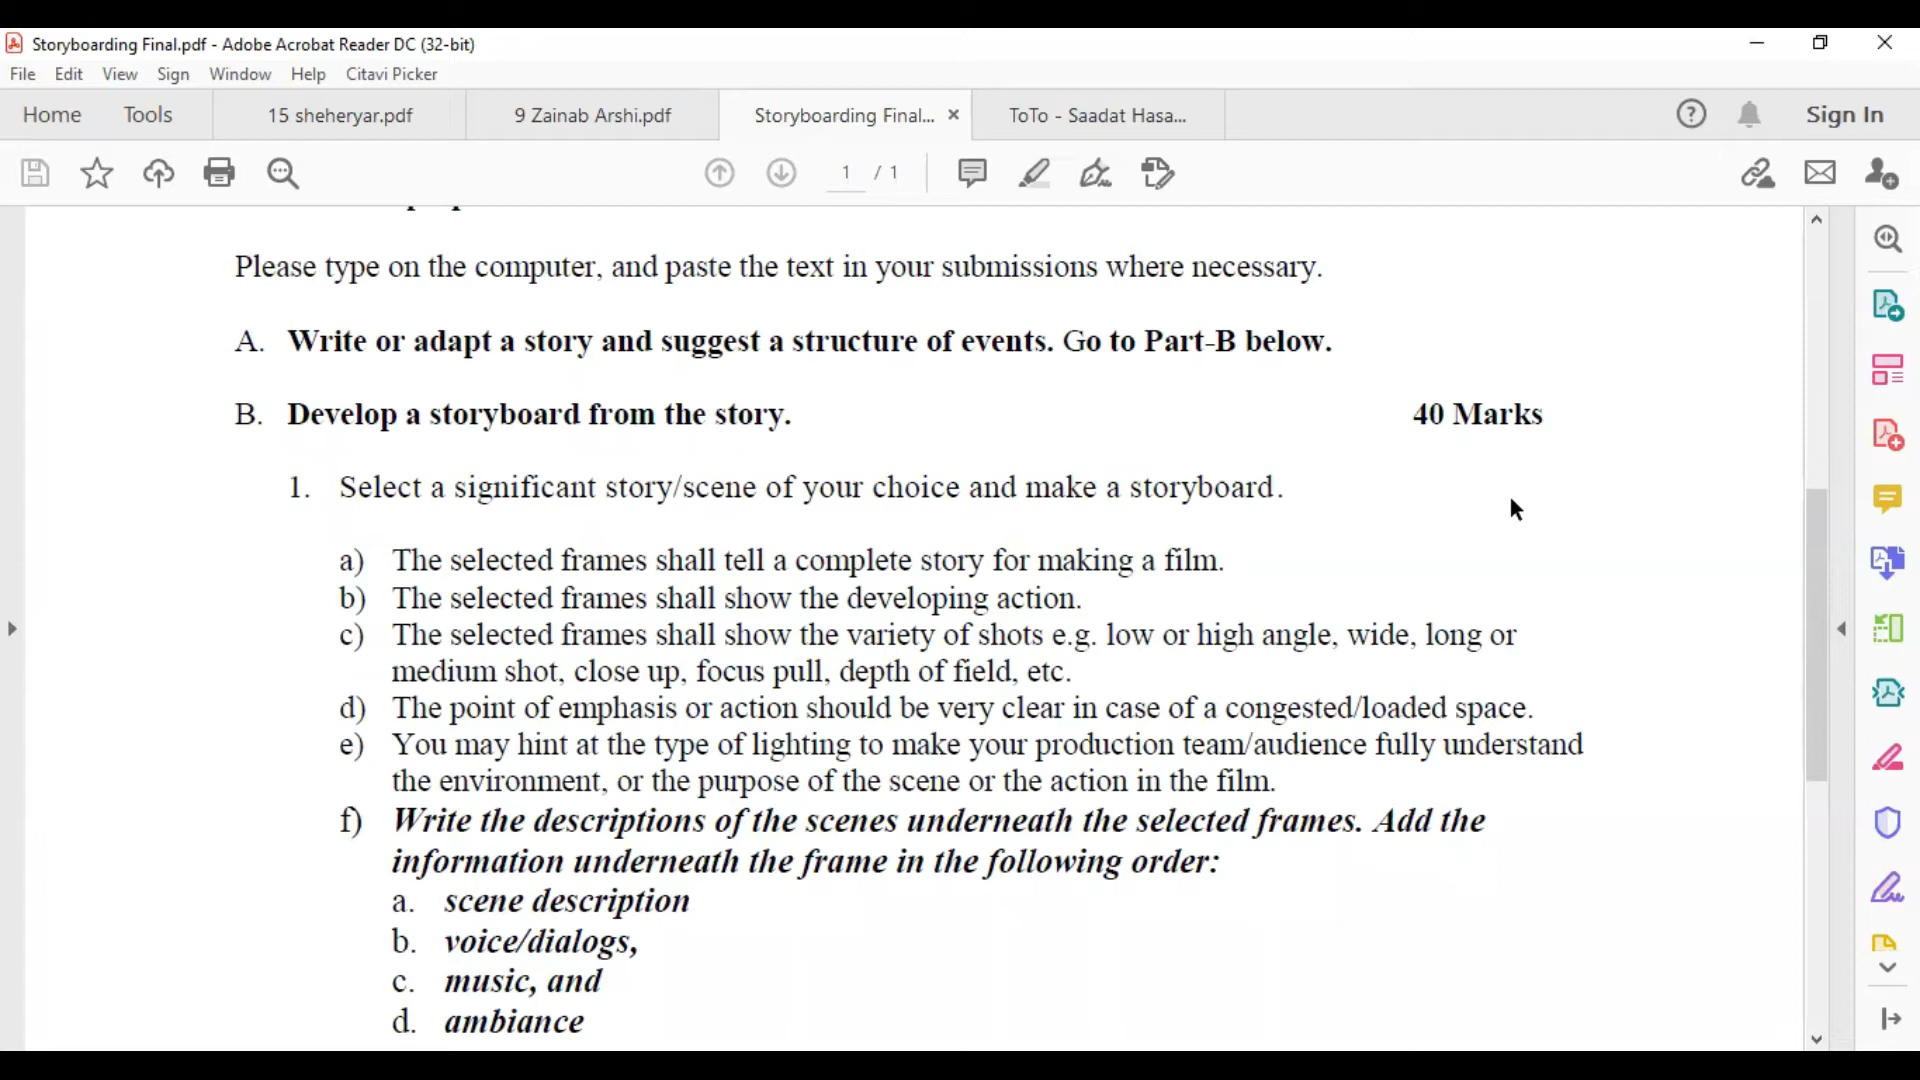 Storyboarding Final.pdf - Adobe Acrobat Reader DC (32-bit)
File Edit View Sign Window Help Citavi Picker
Home Tools 15 sheheryar.pdf 9 Zainab Arshi.pdf Storyboarding Final... × ToTo - Saadat Hasa... Sign In
1 / 1
Please type on the computer, and paste the text in your submissions where necessary.
A. Write or adapt a story and suggest a structure of events. Go to Part-B below.
B. Develop a storyboard from the story. 40 Marks
1. Select a significant story/scene of your choice and make a storyboard.
a) The selected frames shall tell a complete story for making a film.
b) The selected frames shall show the developing action.
c) The selected frames shall show the variety of shots e.g. low or high angle, wide, long or
medium shot, close up, focus pull, depth of field, etc.
d) The point of emphasis or action should be very clear in case of a congested/loaded space.
e) You may hint at the type of lighting to make your production team/audience fully understand
the environment, or the purpose of the scene or the action in the film.
f) Write the descriptions of the scenes underneath the selected frames. Add the
information underneath the frame in the following order:
a. scene description
b. voice/dialogs,
c. music, and
d. ambiance